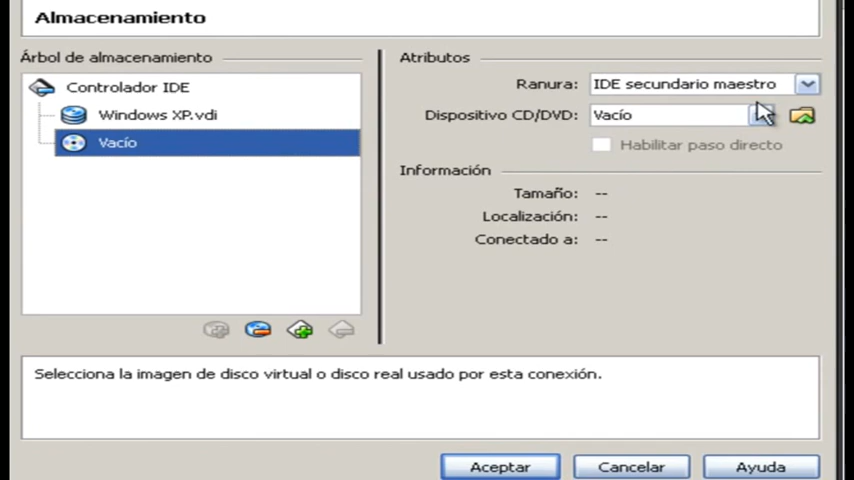 Almacenamiento
Árbol de almacenamiento
Controlador IDE
Windows XP.vdi
Vacío
Atributos
Ranura: IDE secundario maestro
Dispositivo CD/DVD: Vacío
Habilitar paso directo
Información
Tamaño: --
Localización: --
Conectado a: --
Selecciona la imagen de disco virtual o disco real usado por esta conexión.
Aceptar Cancelar Ayuda